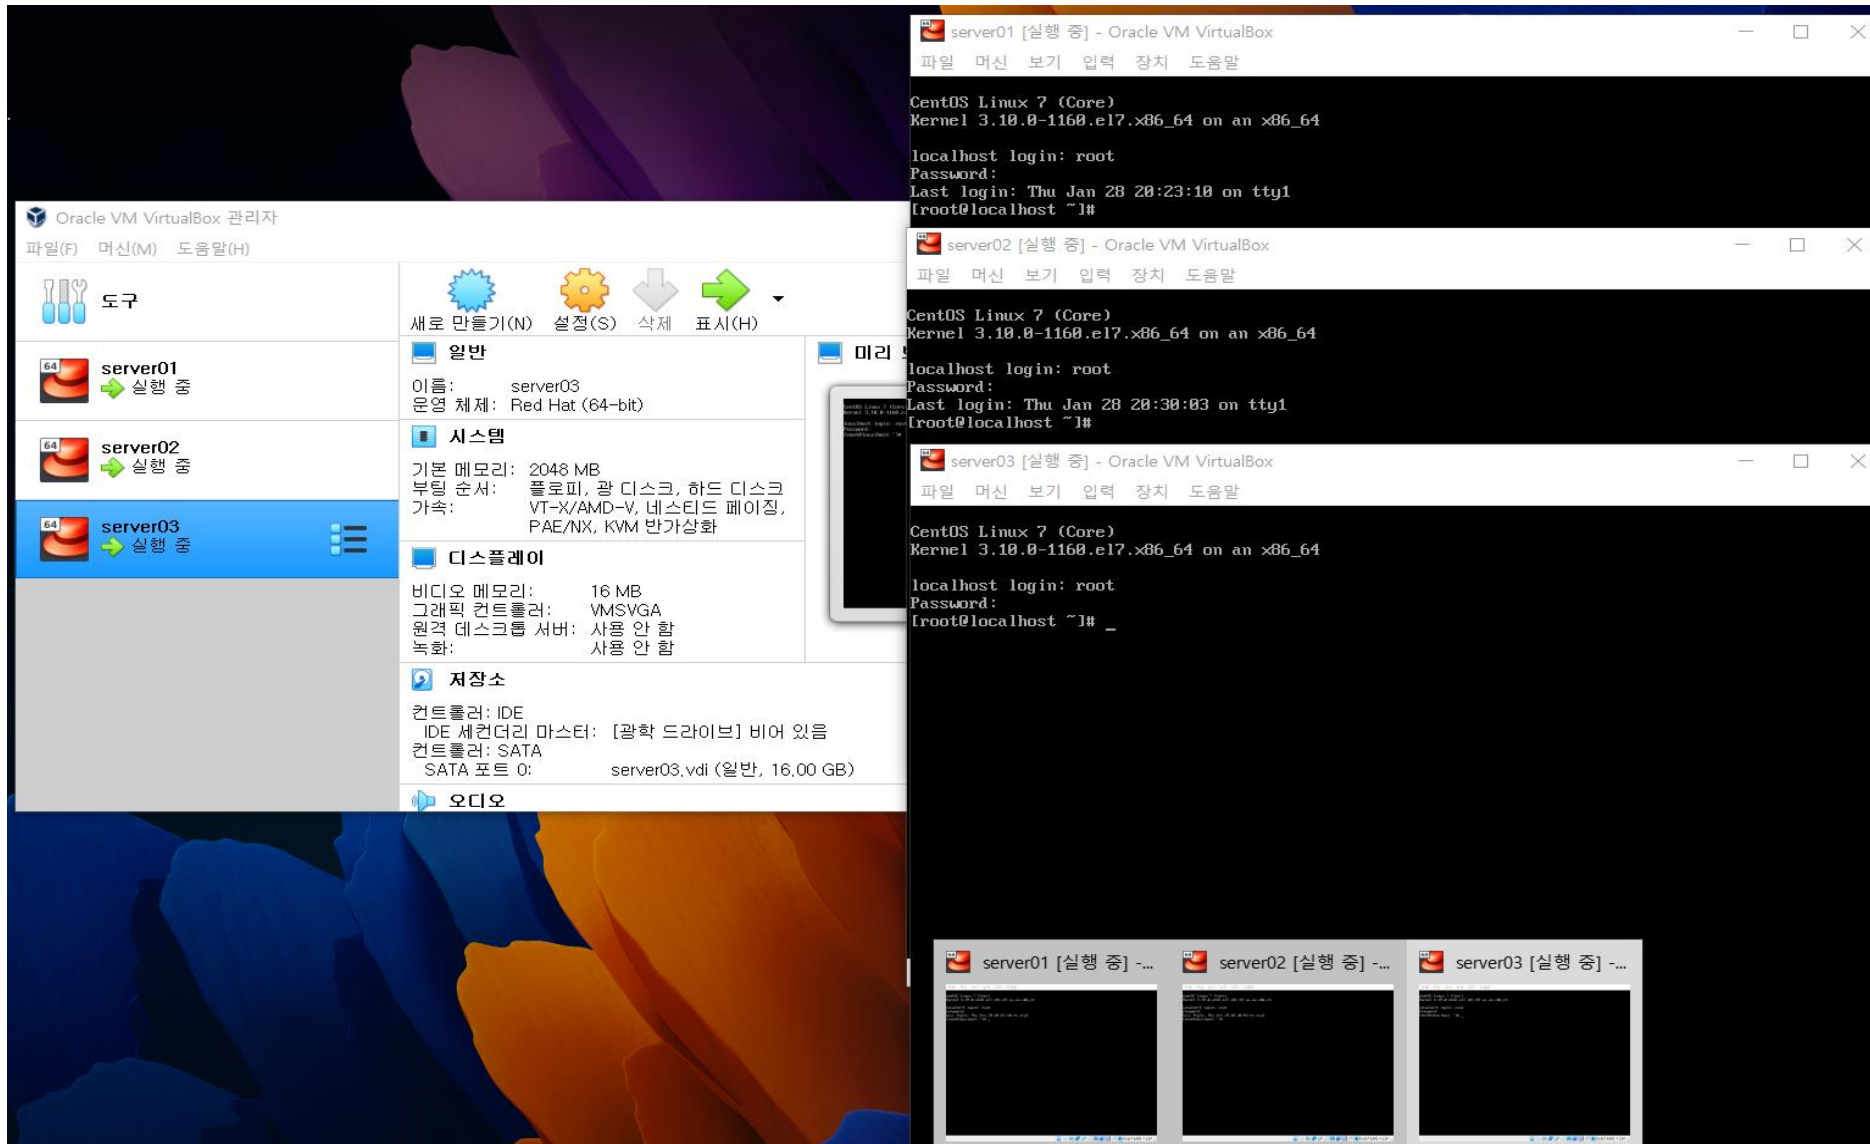 Oracle VM VirtualBox 관리자
파일(F) 머신(M) 도움말(H)
도구
server01
실행 중
server02
실행 중
server03
실행 중
새로 만들기(N) 설정(S) 삭제 표시(H)
일반
이름: server03
운영 체제: Red Hat (64-bit)
시스템
기본 메모리: 2048 MB
부팅 순서: 플로피, 광 디스크, 하드 디스크
가속: VT-x/AMD-V, 네스티드 페이징,
PAE/NX, KVM 반가상화
디스플레이
비디오 메모리: 16 MB
그래픽 컨트롤러: VMSVGA
원격 데스크톱 서버: 사용 안 함
녹화: 사용 안 함
저장소
컨트롤러: IDE
IDE 세컨더리 마스터: [광학 드라이브] 비어 있음
컨트롤러: SATA
SATA 포트 0: server03.vdi (일반, 16.00 GB)
오디오
미리
server01 [실행 중] - Oracle VM VirtualBox
파일 머신 보기 입력 장치 도움말
CentOS Linux 7 (Core)
Kernel 3.10.0-1160.el7.x86_64 on an x86_64
localhost login: root
Password:
Last login: Thu Jan 28 20:23:10 on tty1
[root@localhost ~]#
server02 [실행 중] - Oracle VM VirtualBox
파일 머신 보기 입력 장치 도움말
CentOS Linux 7 (Core)
Kernel 3.10.0-1160.el7.x86_64 on an x86_64
localhost login: root
Password:
Last login: Thu Jan 28 20:30:03 on tty1
[root@localhost ~]#
server03 [실행 중] - Oracle VM VirtualBox
파일 머신 보기 입력 장치 도움말
CentOS Linux 7 (Core)
Kernel 3.10.0-1160.el7.x86_64 on an x86_64
localhost login: root
Password:
[root@localhost ~]# _
server01 [실행 중] -...
server02 [실행 중] -...
server03 [실행 중] -...